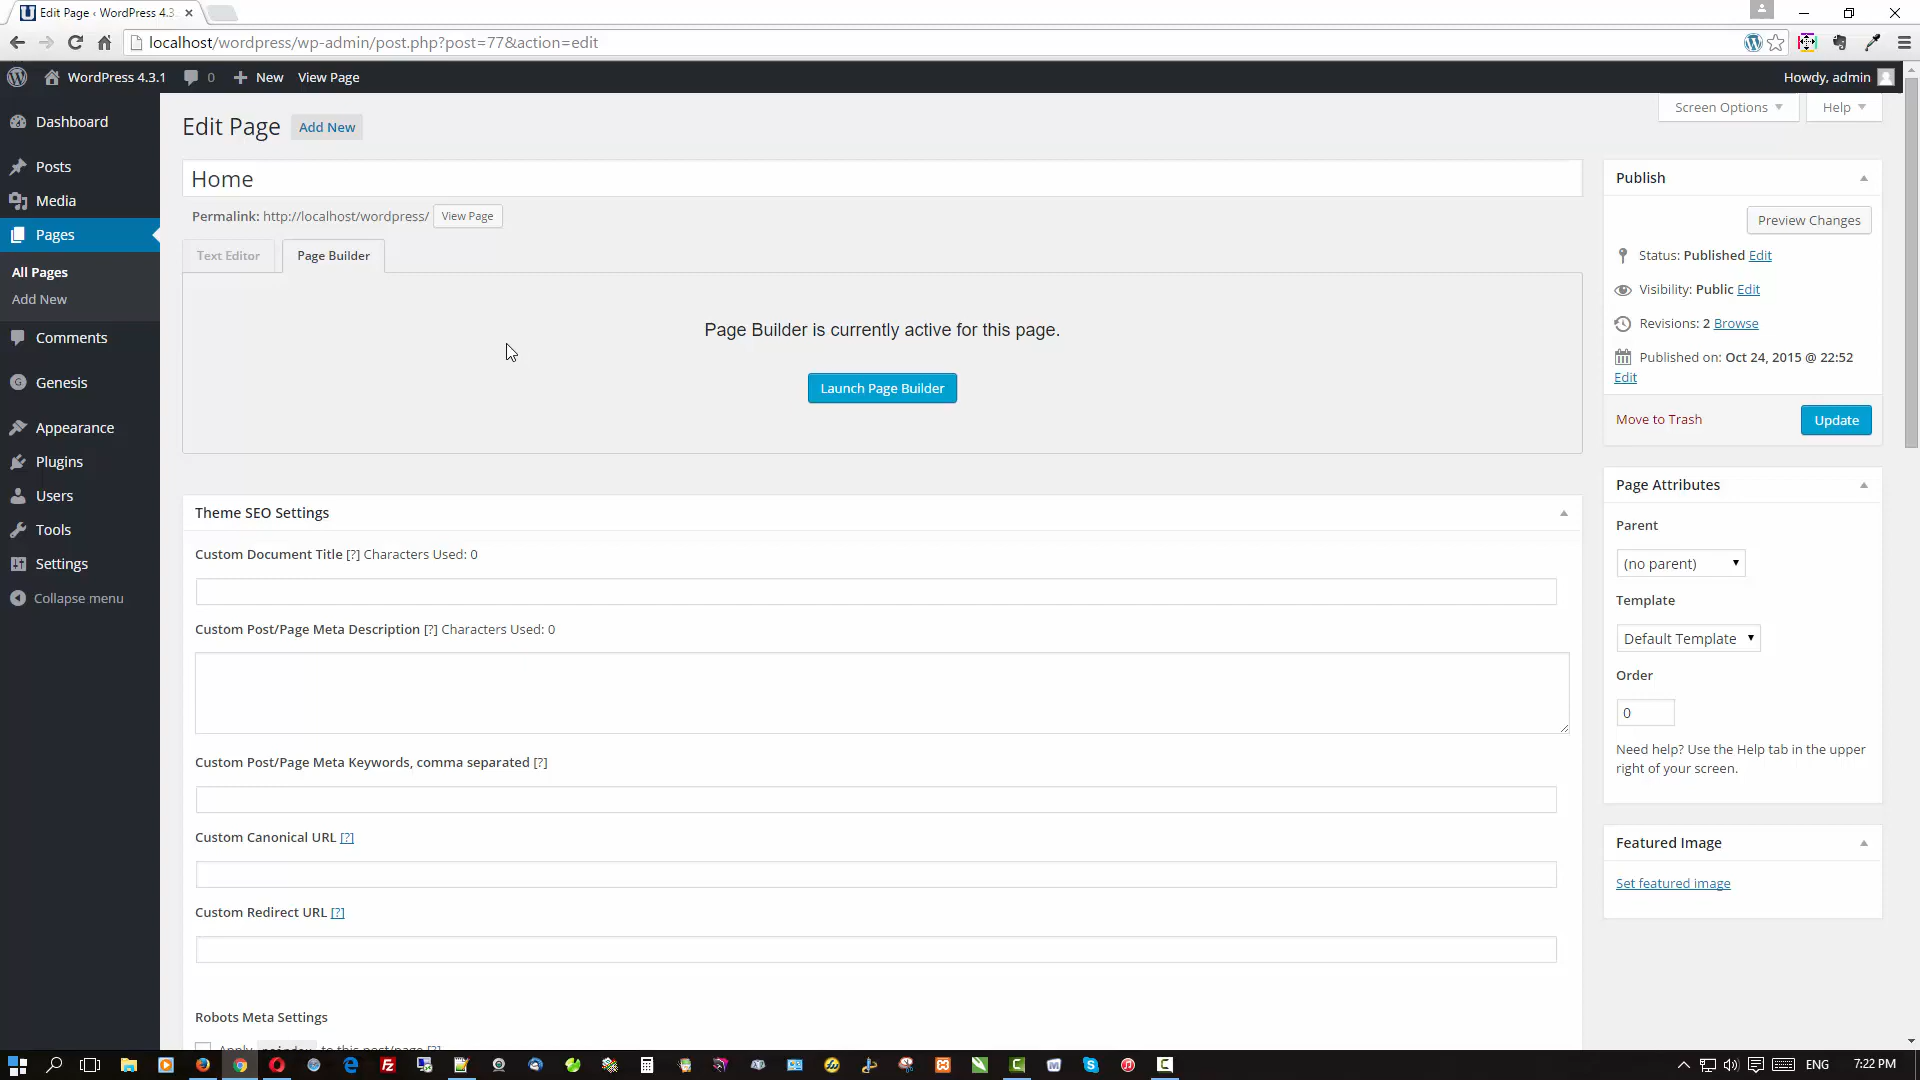 Edit Page ‹ WordPress 4.3.
localhost/wordpress/wp-admin/post.php?post=77&action=edit
WordPress 4.3.1
0
New
View Page
Howdy, admin
Dashboard
Posts
Media
Pages
All Pages
Add New
Comments
Genesis
Appearance
Plugins
Users
Tools
Settings
Collapse menu
Screen Options
Help
Edit Page
Add New
Home
Permalink: http://localhost/wordpress/
View Page
Text Editor
Page Builder
Page Builder is currently active for this page.
Launch Page Builder
Theme SEO Settings
Custom Document Title [?] Characters Used: 0
Custom Post/Page Meta Description [?] Characters Used: 0
Custom Post/Page Meta Keywords, comma separated [?]
Custom Canonical URL [?]
Custom Redirect URL [?]
Robots Meta Settings
Apply noindex to this post/page [?]
Publish
Preview Changes
Status: Published Edit
Visibility: Public Edit
Revisions: 2 Browse
Published on: Oct 24, 2015 @ 22:52
Edit
Move to Trash
Update
Page Attributes
Parent
(no parent)
Template
Default Template
Order
0
Need help? Use the Help tab in the upper
right of your screen.
Featured Image
Set featured image
ENG
7:22 PM